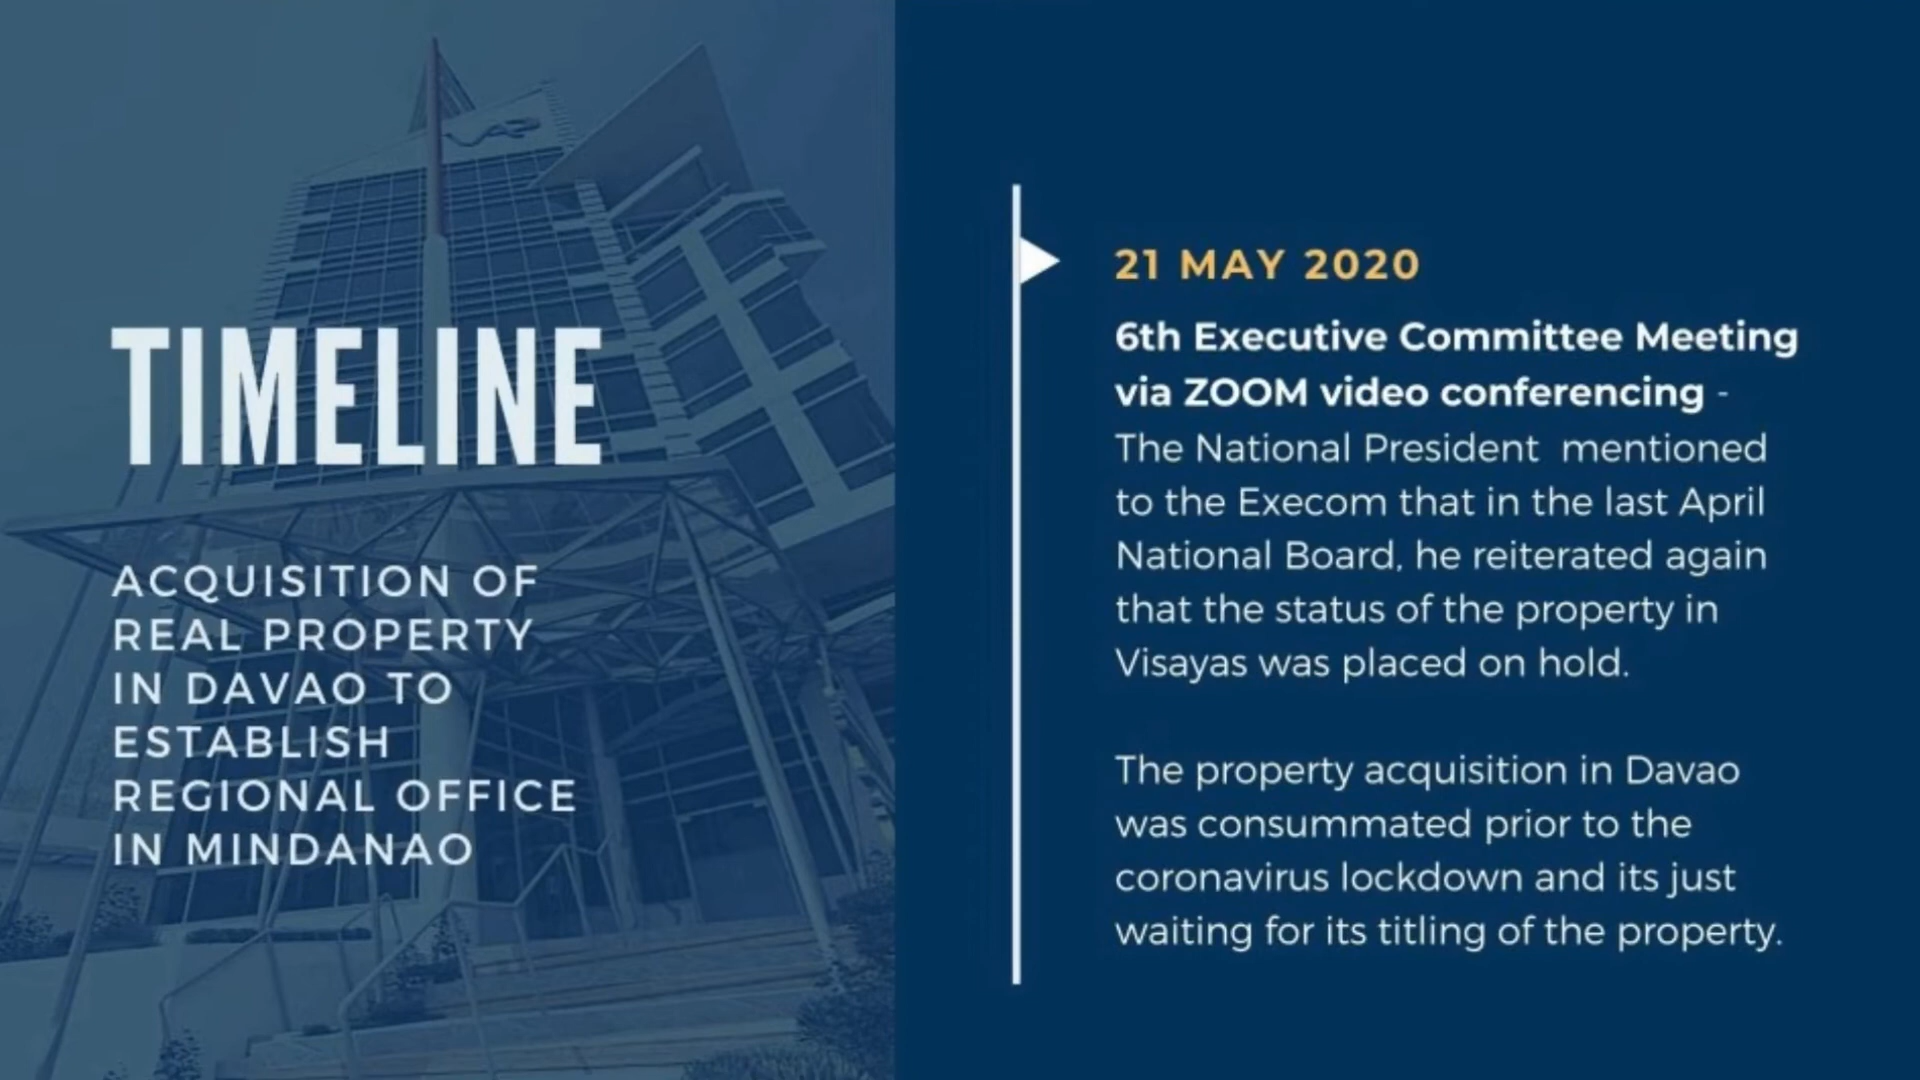 TIMELINE
ACQUISITION OF
REAL PROPERTY
IN DAVAO TO
ESTABLISH
REGIONAL OFFICE
IN MINDANAO
21 MAY 2020
6th Executive Committee Meeting
via ZOOM video conferencing -
The National President mentioned
to the Execom that in the last April
National Board, he reiterated again
that the status of the property in
Visayas was placed on hold.
The property acquisition in Davao
was consummated prior to the
coronavirus lockdown and its just
waiting for its titling of the property.